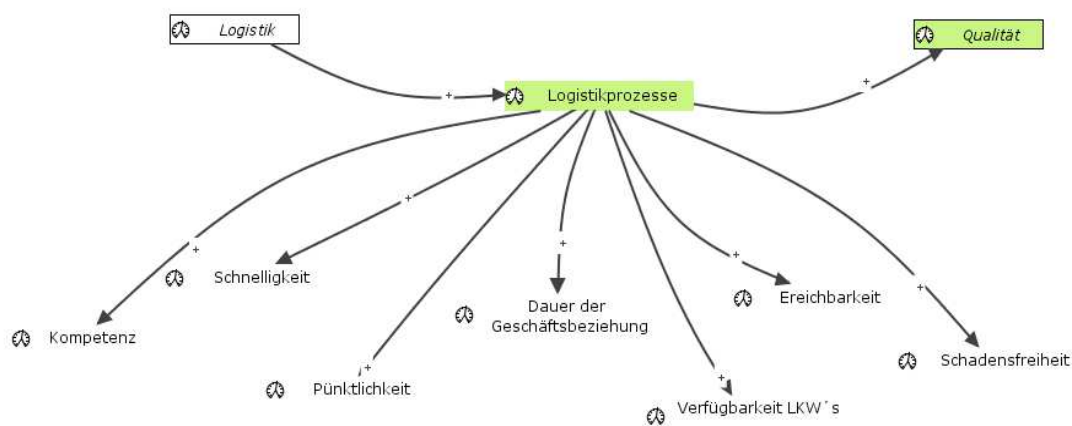 Logistik
Qualität
Logistikprozesse
+
+
+
+
+
+
+
+
+
Schnelligkeit
Ereichbarkeit
Dauer der
Geschäftsbeziehung
Kompetenz
Schadensfreiheit
Pünktlichkeit
Verfügbarkeit LKW´s